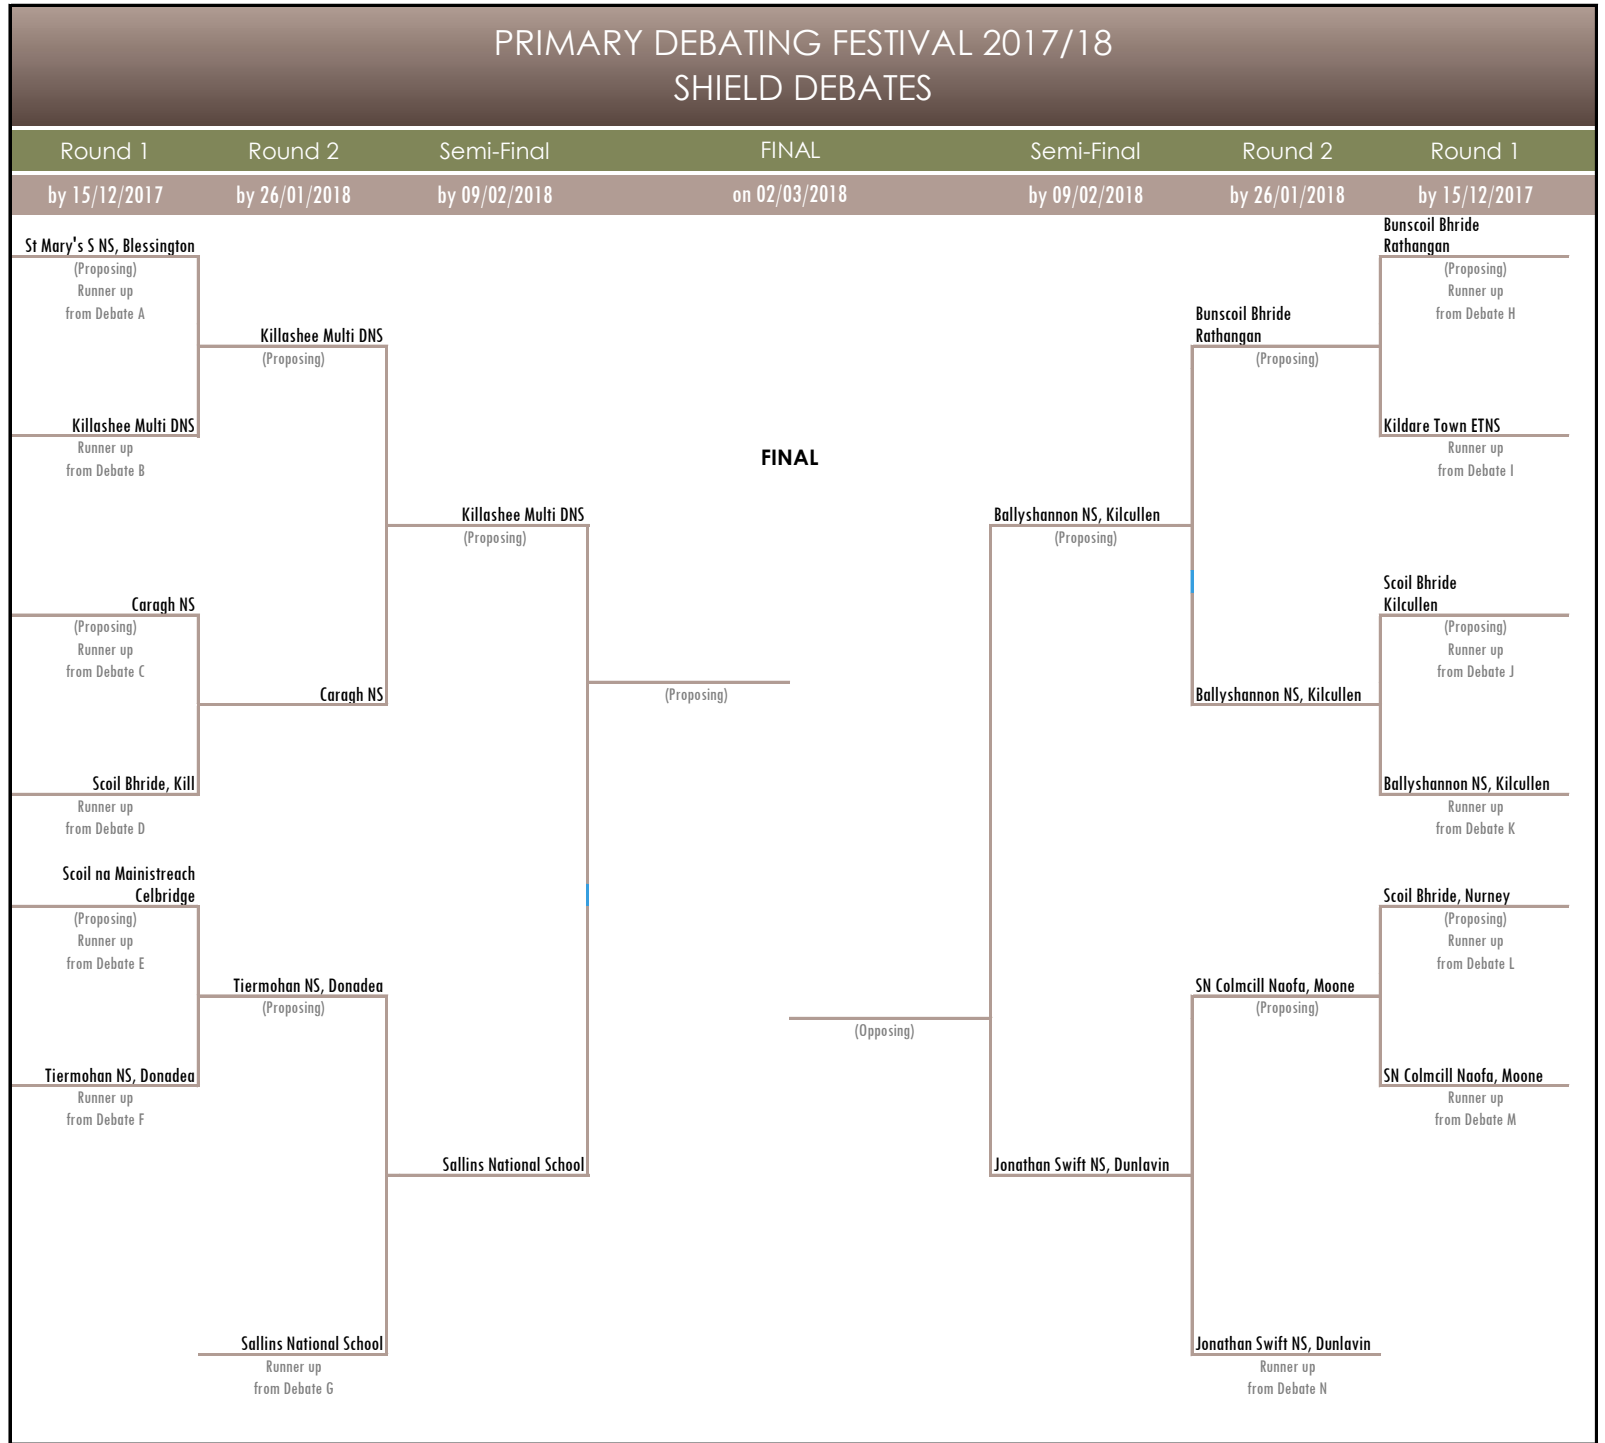 PRIMARY DEBATING FESTIVAL 2017/18
SHIELD DEBATES
Round 1
Round 2
Semi-Final
FINAL
Semi-Final
Round 2
Round 1
by 15/12/2017
by 26/01/2018
by 09/02/2018
on 02/03/2018
by 09/02/2018
by 26/01/2018
by 15/12/2017
St Mary's S NS, Blessington
(Proposing)
Runner up
from Debate A
Killashee Multi DNS
Runner up
from Debate B
Caragh NS
(Proposing)
Runner up
from Debate C
Scoil Bhride, Kill
Runner up
from Debate D
Scoil na Mainistreach
Celbridge
(Proposing)
Runner up
from Debate E
Tiermohan NS, Donadea
Runner up
from Debate F
Killashee Multi DNS
(Proposing)
Caragh NS
Tiermohan NS, Donadea
(Proposing)
Sallins National School
Runner up
from Debate G
Killashee Multi DNS
(Proposing)
Sallins National School
FINAL
(Proposing)
(Opposing)
Ballyshannon NS, Kilcullen
(Proposing)
Jonathan Swift NS, Dunlavin
Bunscoil Bhride
Rathangan
(Proposing)
Ballyshannon NS, Kilcullen
SN Colmcill Naofa, Moone
(Proposing)
Jonathan Swift NS, Dunlavin
Runner up
from Debate N
Bunscoil Bhride
Rathangan
(Proposing)
Runner up
from Debate H
Kildare Town ETNS
Runner up
from Debate I
Scoil Bhride
Kilcullen
(Proposing)
Runner up
from Debate J
Ballyshannon NS, Kilcullen
Runner up
from Debate K
Scoil Bhride, Nurney
(Proposing)
Runner up
from Debate L
SN Colmcill Naofa, Moone
Runner up
from Debate M